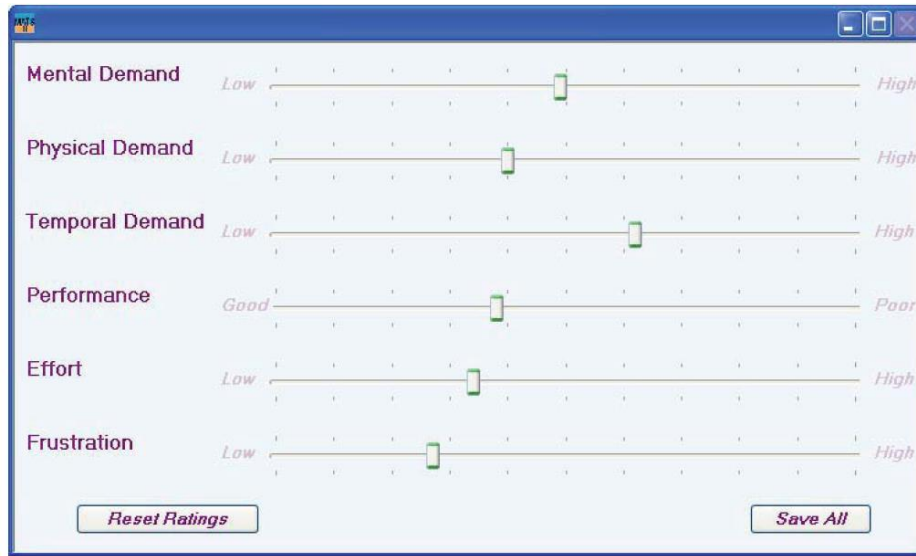 Mental Demand Low High
Physical Demand Low High
Temporal Demand Low High
Performance Good Poor
Effort Low High
Frustration Low High
Reset Ratings Save All